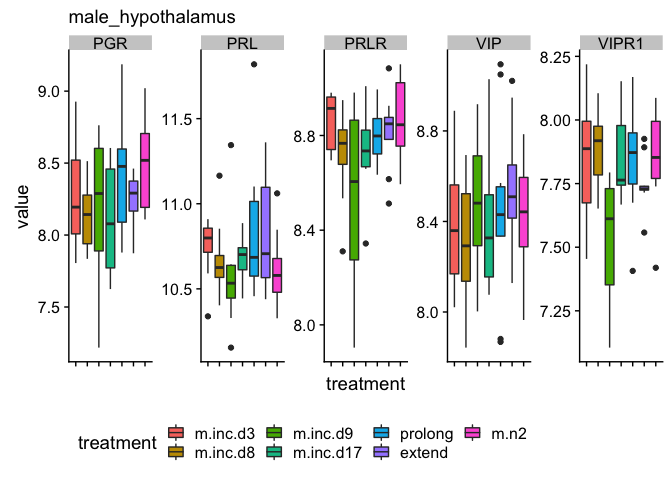 male_hypothalamus
PGR PRL PRLR VIP VIPR1
value
9.0
8.5
8.0
7.5
11.5
11.0
10.5
8.8
8.4
8.0
8.8
8.4
8.0
8.25
8.00
7.75
7.50
7.25
treatment
treatment
m.inc.d3 m.inc.d9 prolong m.n2
m.inc.d8 m.inc.d17 extend